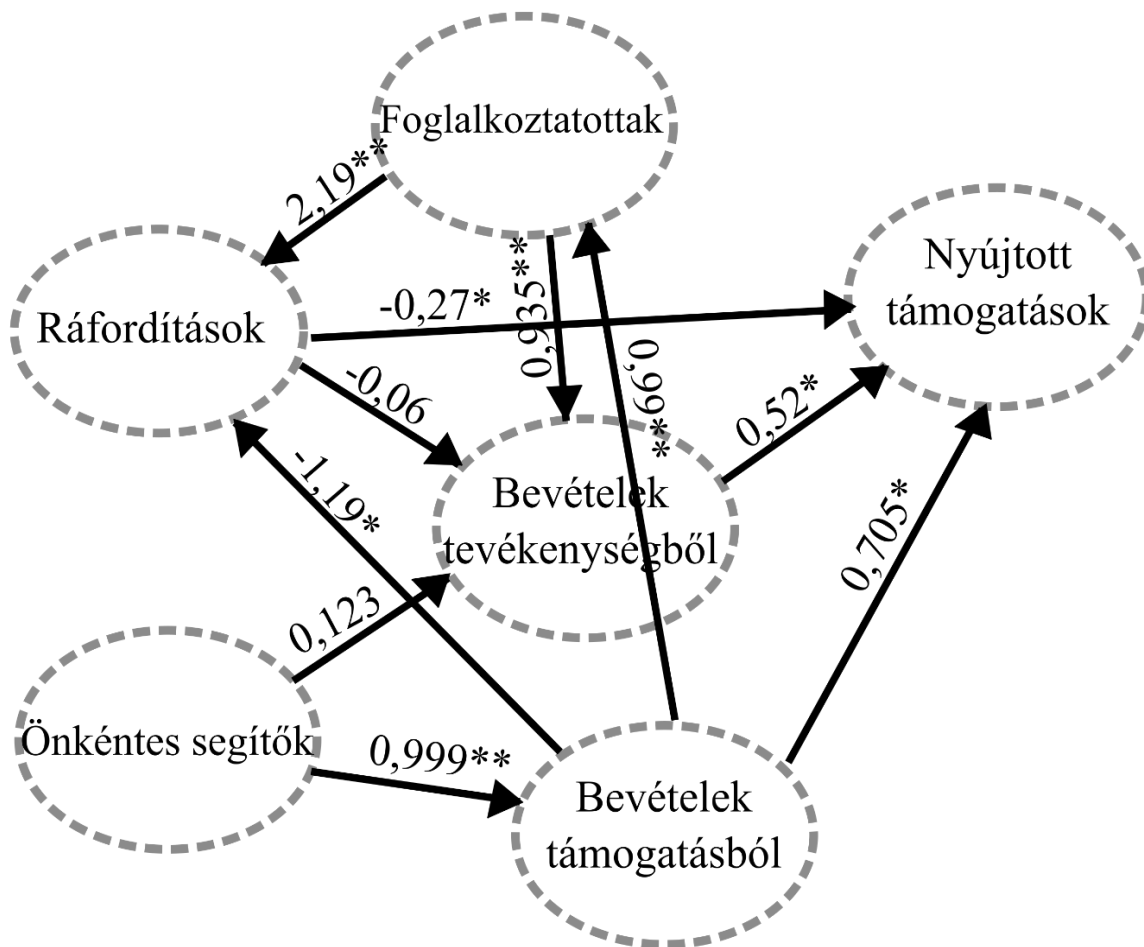 Foglalkoztatottak
2,19**
Nyújtott
támogatások
-0,27*
0,935**
Ráfordítások
0,99**
-0,06
0,52*
Bevételek
tevékenységből
-1,19*
0,705*
0,123
Önkéntes segítők
0,999**
Bevételek
támogatásból